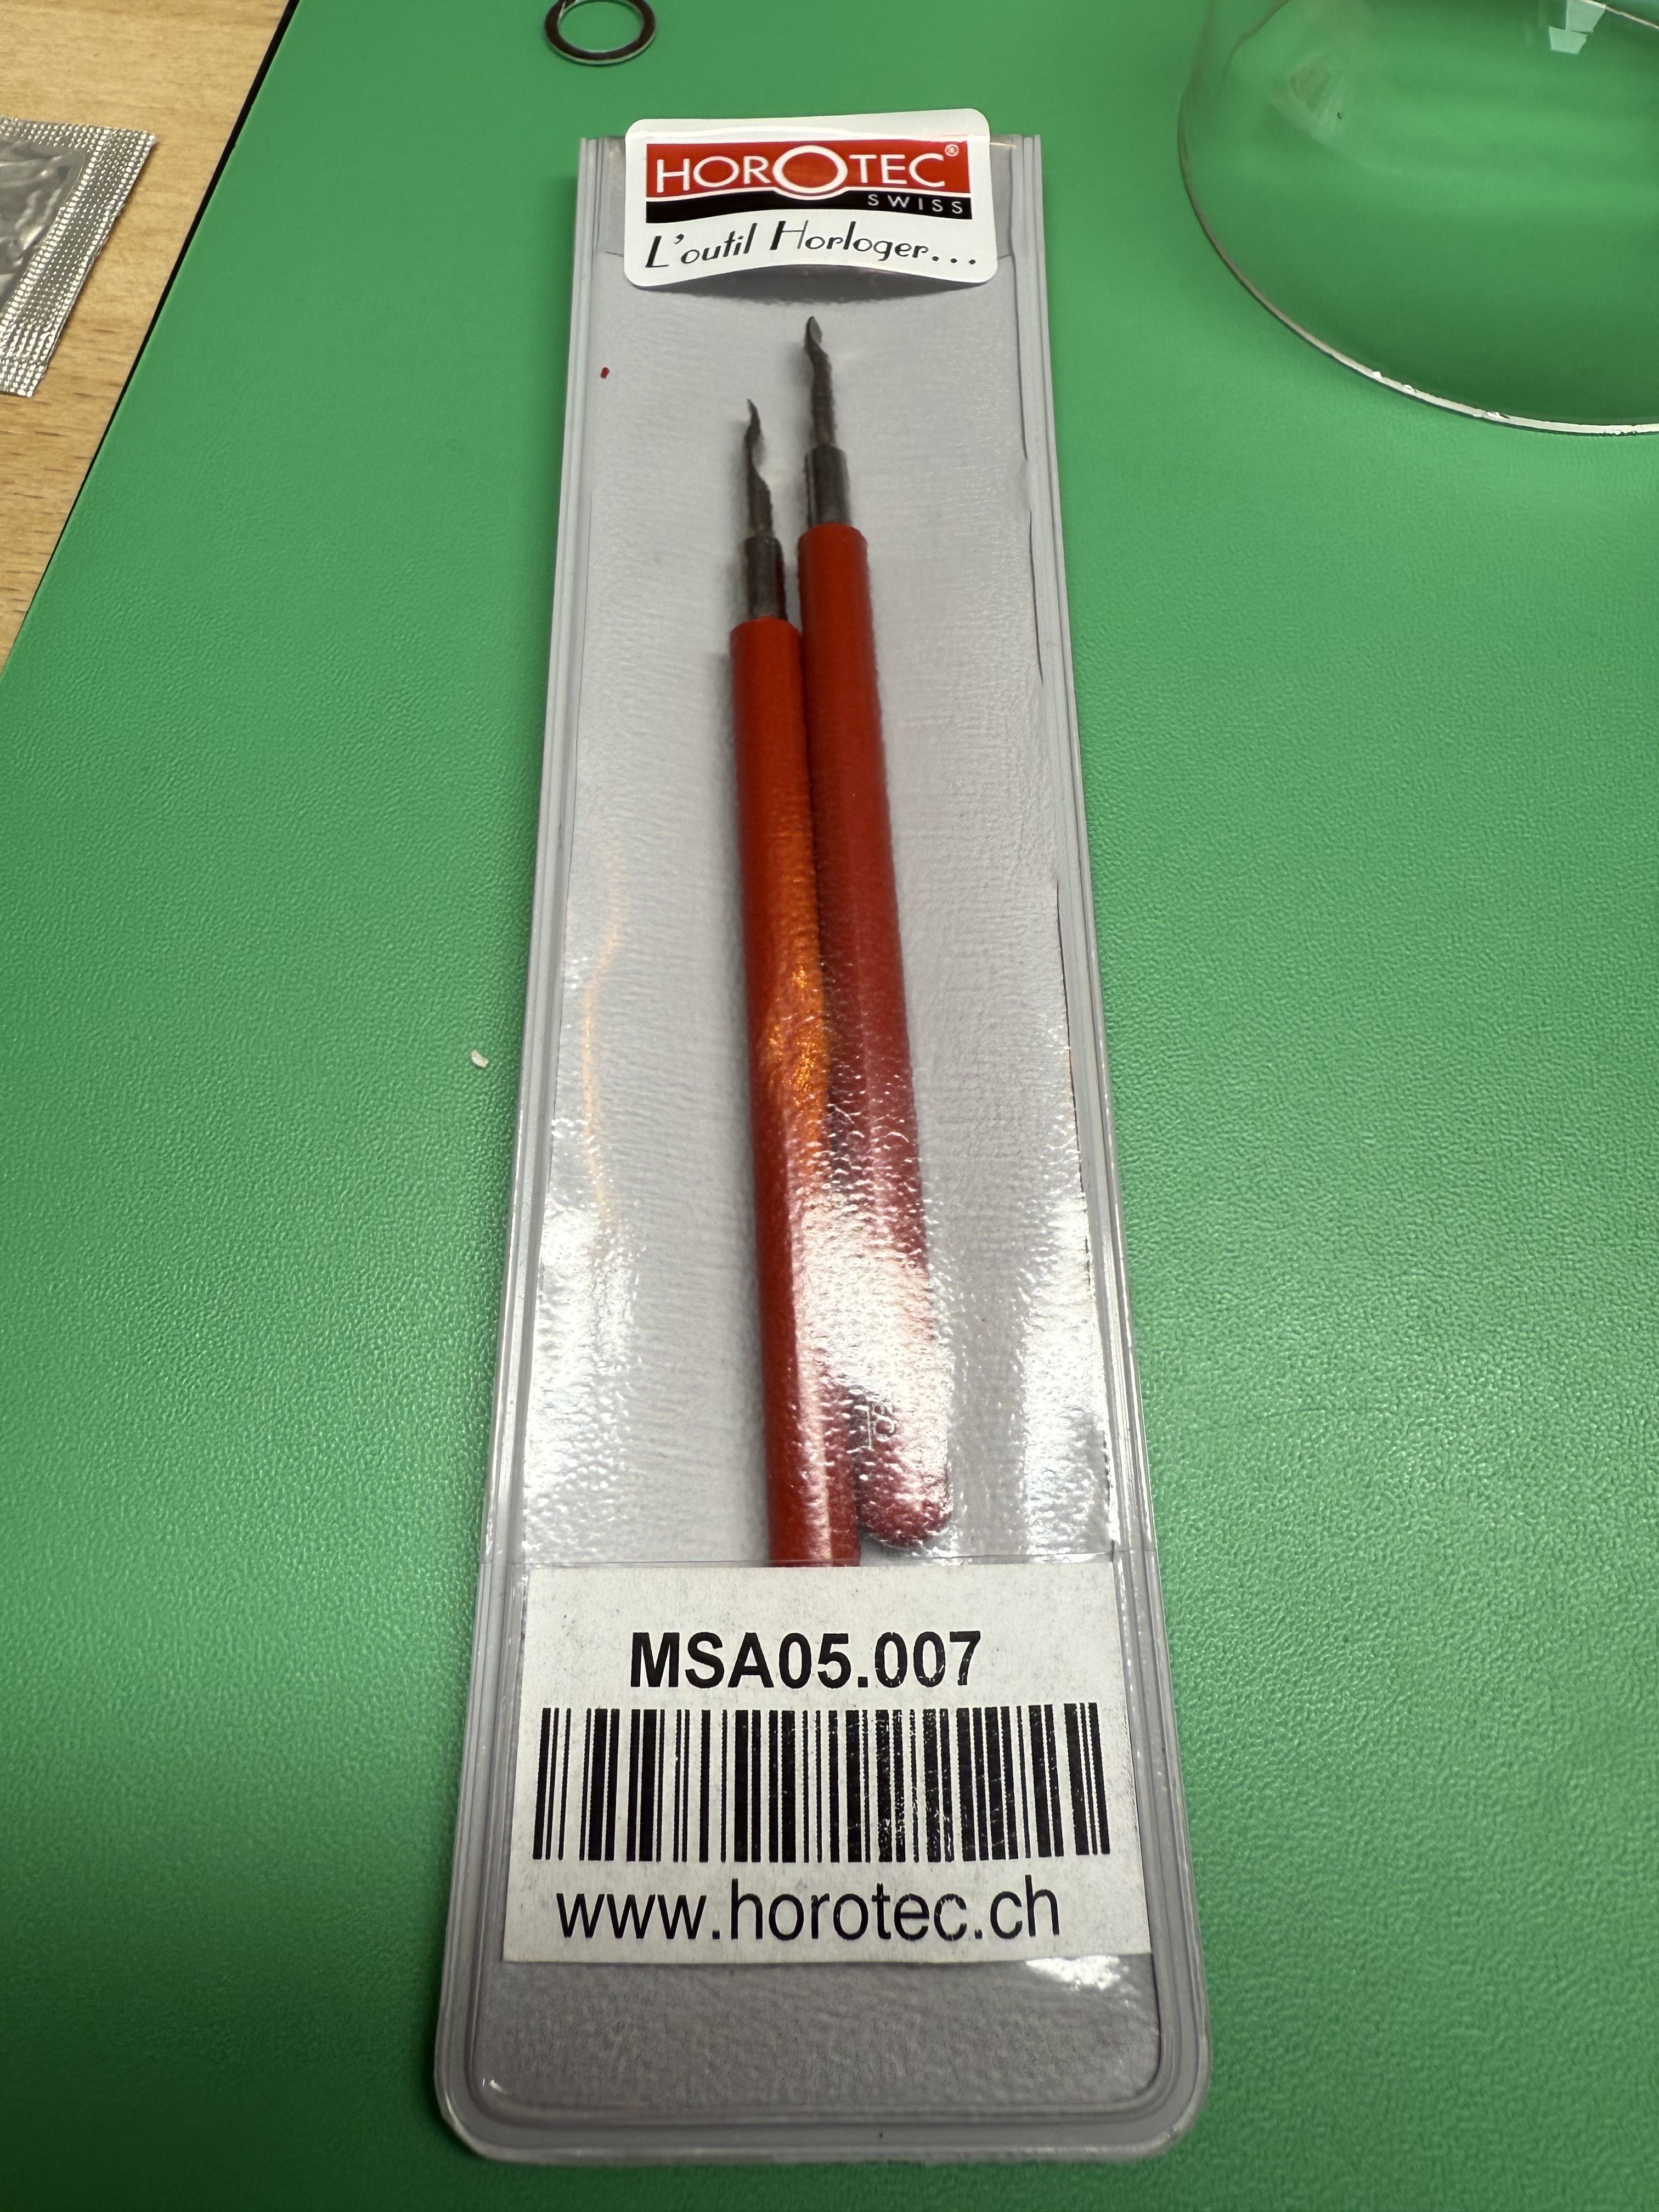 HOROTEC®
SWISS
L'outil Horloger...
MSA05.007
www.horotec.ch